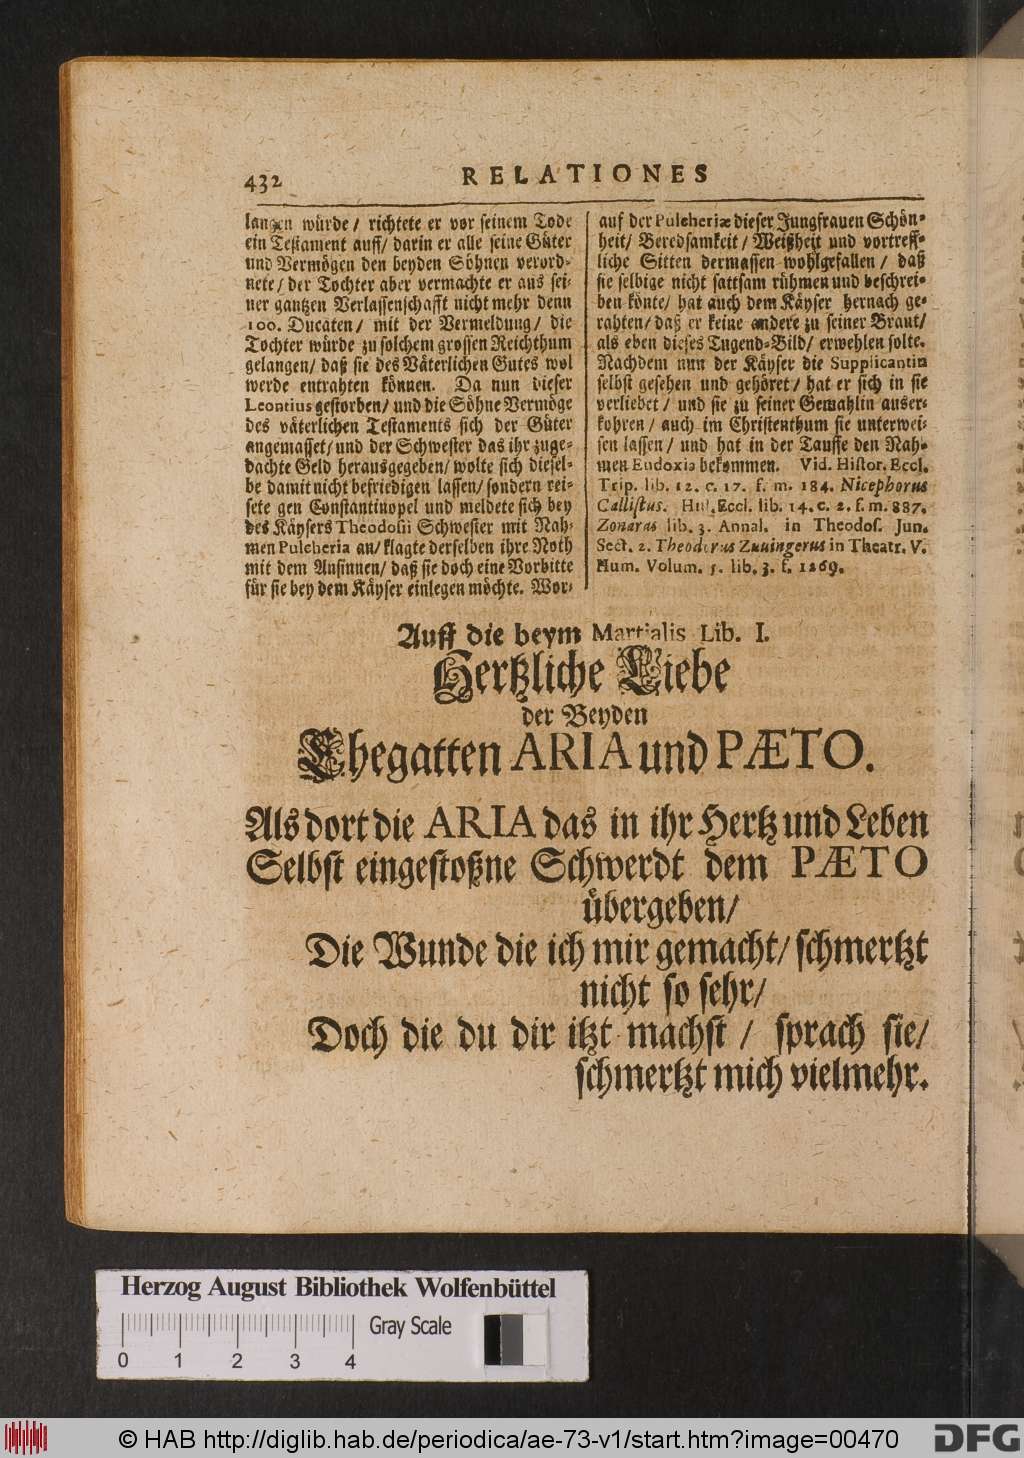 432
RELATIONES
langen würde/ richtete er vor seinem Tode
ein Testament auff/ darin er alle seine Güter
und Vermögen den beyden Söhnen verord-
nete/ der Tochter aber vermachte er aus sei-
ner gantzen Verlassenschafft nicht mehr denn
100. Ducaten/ mit der Vermeldung/ die
Tochter würde zu solchem grossen Reichthum
gelangen/ daß sie des Väterlichen Gutes wol
werde entrahten können. Da nun dieser
Leontius gestorben/ und die Söhne Vermöge
des väterlichen Testaments sich der Güter
angemasset/ und der Schwester das ihr zuge-
dachte Geld herausgegeben/ wolte sich diesel-
be damit nicht befriedigen lassen/ sondern rei-
sete gen Constantinopel und meldete sich bey
des Käysers Theodosii Schwester mit Nah-
men Pulcheria an/ klagte derselben ihre Noth
mit dem Ansinnen/ daß sie doch eine Vorbitte
für sie bey dem Käyser einlegen möchte. Wor-
auf der Pulcheriæ dieser Jungfrauen Schön-
heit/ Beredsamkeit/ Weißheit und vortreff-
liche Sitten dermassen wohlgefallen/ daß
sie selbige nicht sattsam rühmen und beschrei-
ben könte/ hat auch dem Käyser hernach ge-
rahten/ daß er keine andere zu seiner Braut/
als eben dieses Tugend-Bild/ erwehlen solte.
Nachdem nun der Käyser die Supplicantin
selbst gesehen und gehöret/ hat er sich in sie
verliebet/ und sie zu seiner Gemahlin auser-
kohren/ auch im Christenthum sie unterwei-
sen lassen/ und hat in der Tauffe den Nah-
men Eudoxia bekommen. Vid. Histor. Eccl.
Trip. lib. 12. c. 17. f. m. 184. Nicephorus
Callistus. Hist. Eccl. lib. 14. c. 2. f. m. 887.
Zonaras lib. 3. Annal. in Theodos. Jun.
Sect. 2. Theodorus Zuuingerus in Theatr. V.
Hum. Volum. 5. lib. 3. f. 1269.
Auff die beym Martialis Lib. I.
Hertzliche Liebe
der Beyden
Ehegatten ARIA und PÆTO.
Als dort die ARIA das in ihr Hertz und Leben
Selbst eingestoßne Schwerdt dem PÆTO
übergeben/
Die Wunde die ich mir gemacht/ schmertzt
nicht so sehr/
Doch die du dir itzt machst / sprach sie/
schmertzt mich vielmehr.
Herzog August Bibliothek Wolfenbüttel
Gray Scale
0 1 2 3 4
© HAB http://diglib.hab.de/periodica/ae-73-v1/start.htm?image=00470
DFG